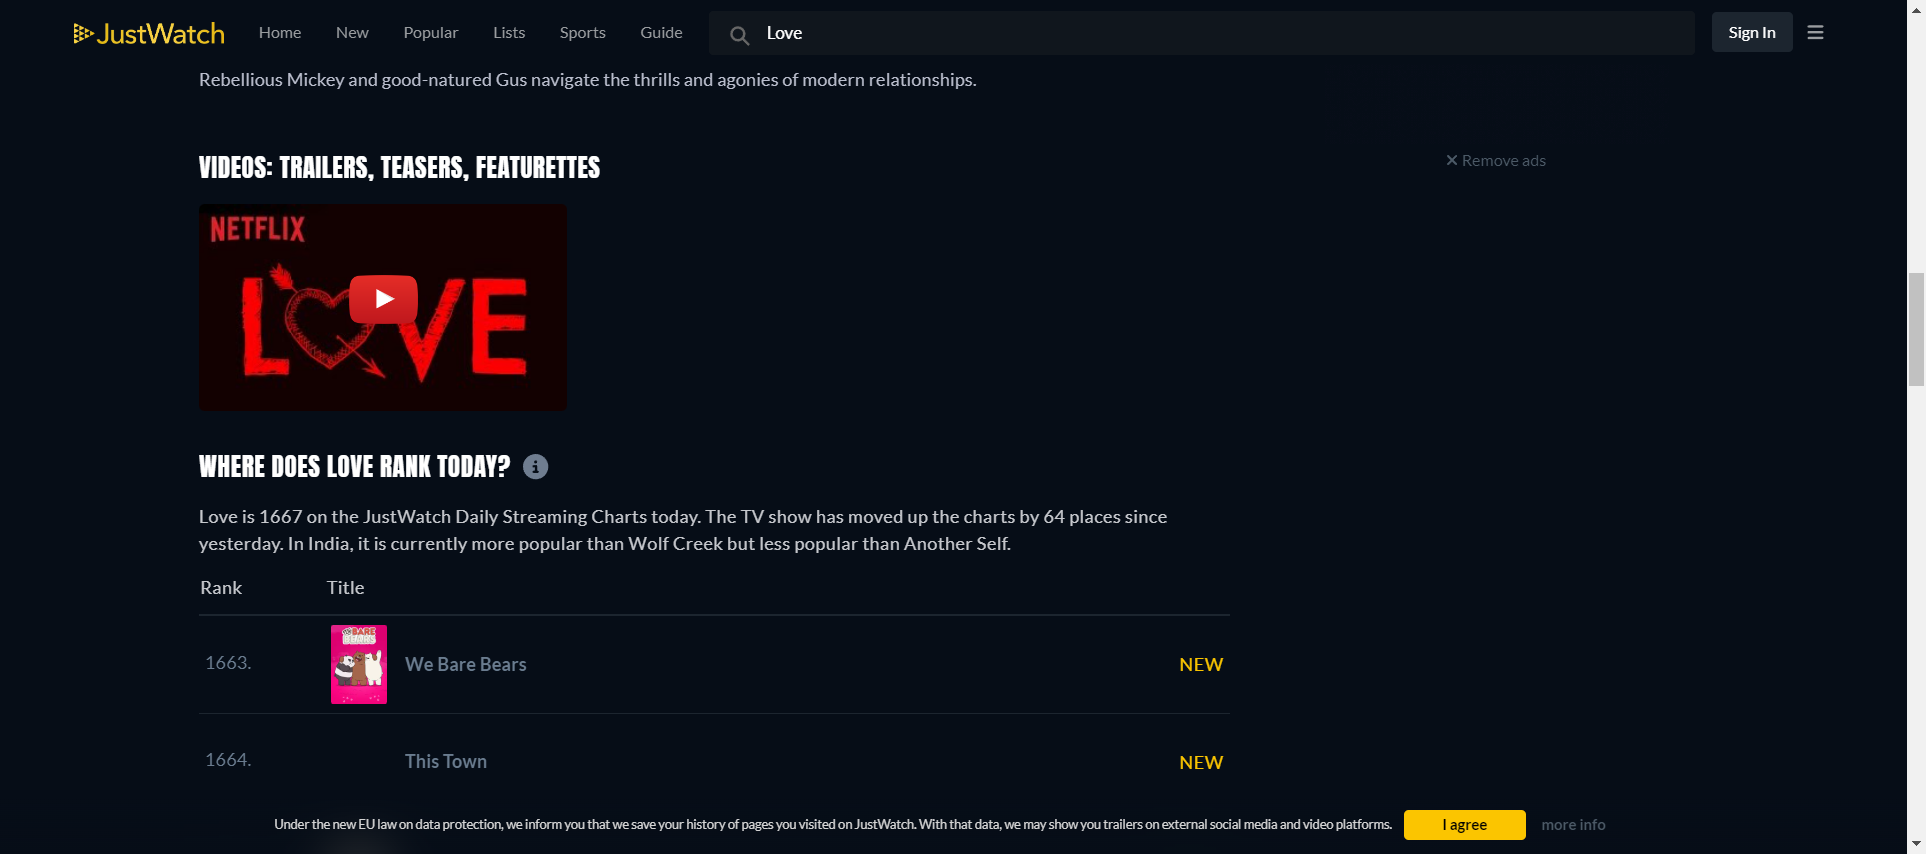 JustWatch
Home
New
Popular
Lists
Sports
Guide
Love
Sign In
Rebellious Mickey and good-natured Gus navigate the thrills and agonies of modern relationships.
VIDEOS: TRAILERS, TEASERS, FEATURETTES
Remove ads
NETFLIX
LOVE
WHERE DOES LOVE RANK TODAY?
Love is 1667 on the JustWatch Daily Streaming Charts today. The TV show has moved up the charts by 64 places since
yesterday. In India, it is currently more popular than Wolf Creek but less popular than Another Self.
Rank
Title
1663.
BARE
BEARS
We Bare Bears
NEW
1664.
This Town
NEW
Under the new EU law on data protection, we inform you that we save your history of pages you visited on JustWatch. With that data, we may show you trailers on external social media and video platforms.
I agree
more info